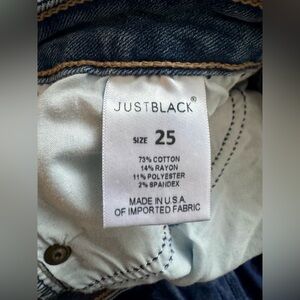 JUSTBLACK®
SIZE 25
73% COTTON
14% RAYON
11% POLYESTER
2% SPANDEX
MADE IN U.S.A
OF IMPORTED FABRIC